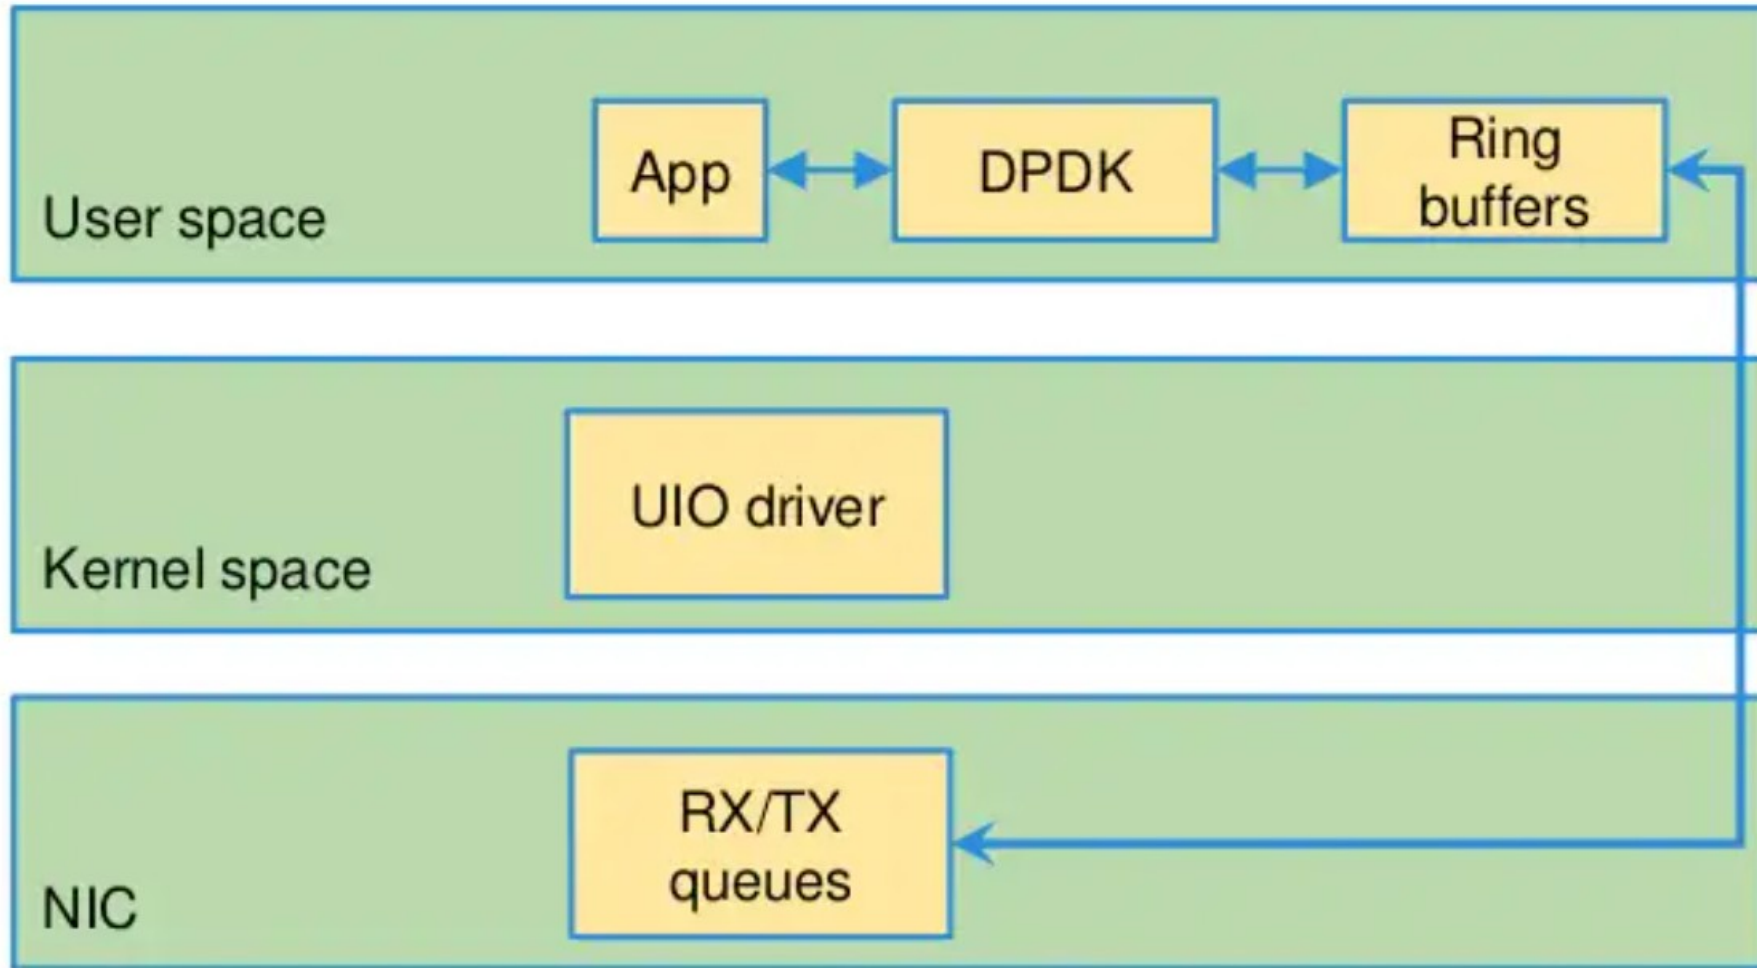 App
DPDK
Ring
buffers
User space
UIO driver
Kernel space
RX/TX
queues
NIC